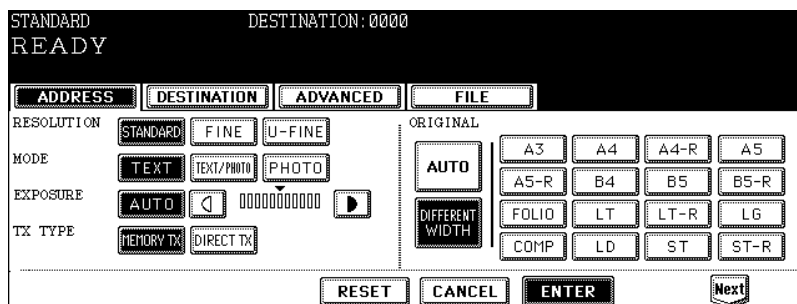 STANDARD DESTINATION:0000
READY
ADDRESS DESTINATION ADVANCED FILE
RESOLUTION STANDARD FINE U-FINE
MODE TEXT TEXT/PHOTO PHOTO
EXPOSURE AUTO
TX TYPE MEMORY TX DIRECT TX
ORIGINAL
AUTO
DIFFERENT
WIDTH
A3 A4 A4-R A5
A5-R B4 B5 B5-R
FOLIO LT LT-R LG
COMP LD ST ST-R
RESET CANCEL ENTER Next